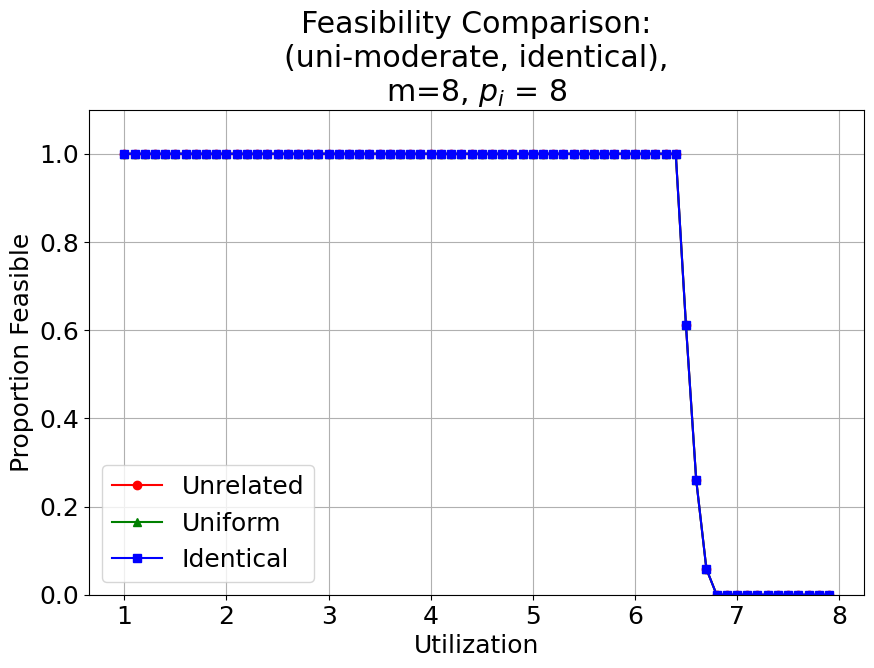 Feasibility Comparison:
(uni-moderate, identical),
m=8, p_i = 8
Proportion Feasible
1.0
0.8
0.6
0.4
0.2
0.0
Unrelated
Uniform
Identical
1 2 3 4 5 6 7 8
Utilization